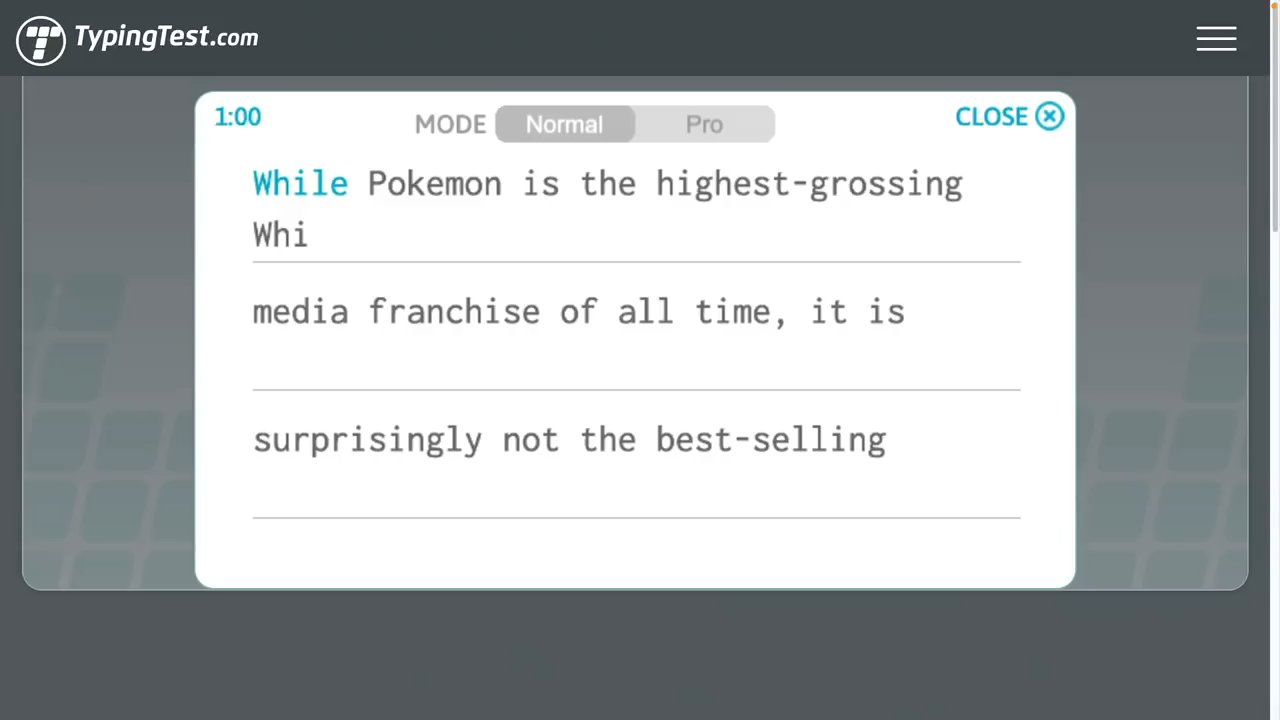 TypingTest.com
1:00 MODE Normal Pro CLOSE
While Pokemon is the highest-grossing
Whi
media franchise of all time, it is
surprisingly not the best-selling